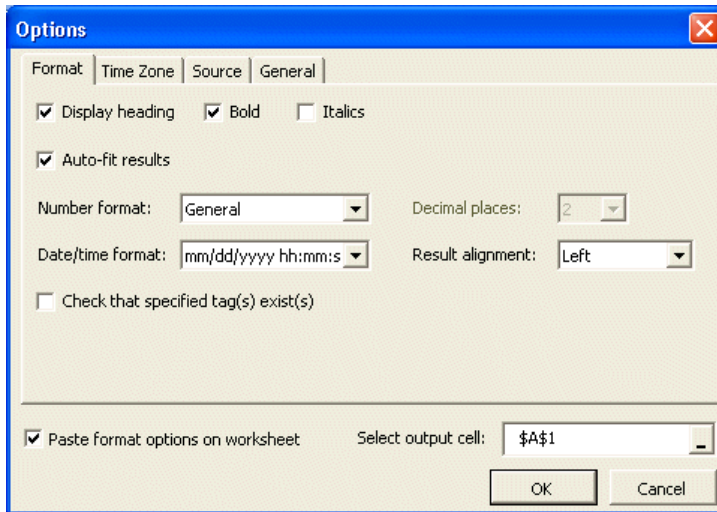 Options
Format Time Zone Source General
Display heading Bold Italics
Auto-fit results
Number format: General Decimal places: 2
Date/time format: mm/dd/yyyy hh:mm:s Result alignment: Left
Check that specified tag(s) exist(s)
Paste format options on worksheet Select output cell: $A$1
OK Cancel